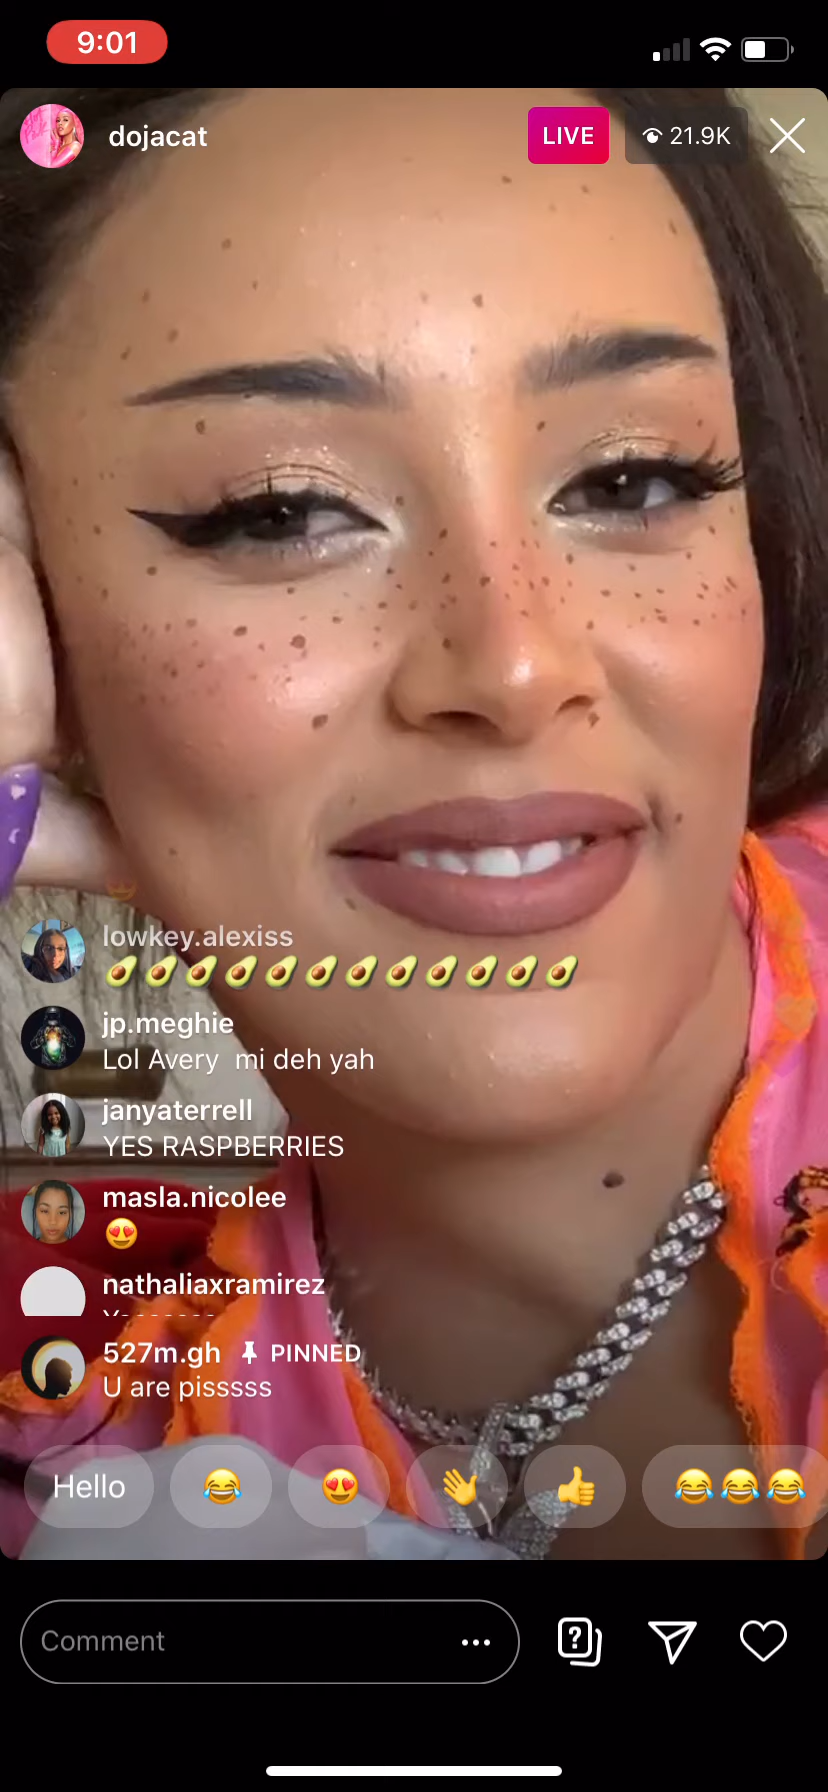 9:01
dojacat
LIVE
21.9K
lowkey.alexiss
🥑🥑🥑🥑🥑🥑🥑🥑🥑🥑🥑🥑
jp.meghie
Lol Avery  mi deh yah
janyaterrell
YES RASPBERRIES
masla.nicolee
😍
nathaliaxramirez
527m.gh PINNED
U are pisssss
Hello 😂 😍 👋 👍 😂😂😂
Comment